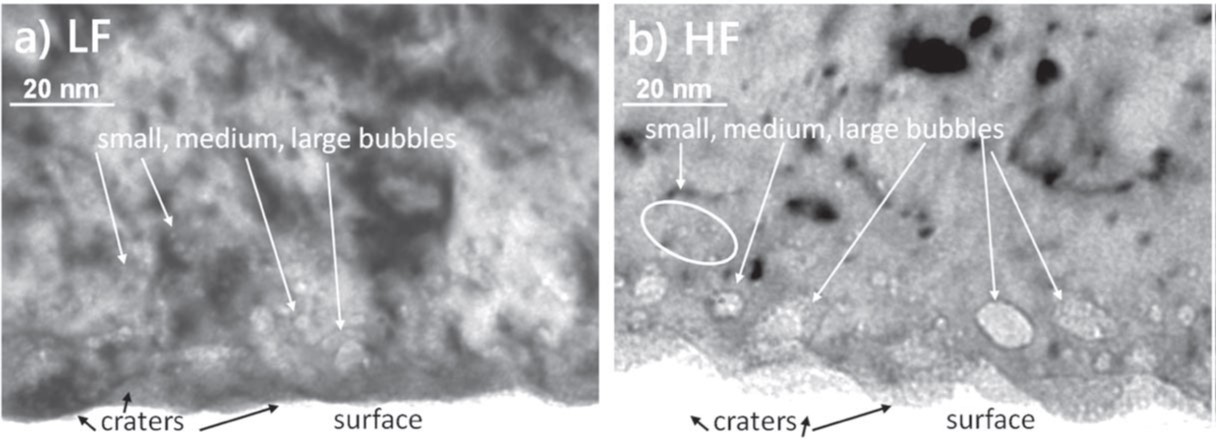 a) LF
20 nm
small, medium, large bubbles
craters
surface
b) HF
20 nm
small, medium, large bubbles
craters
surface